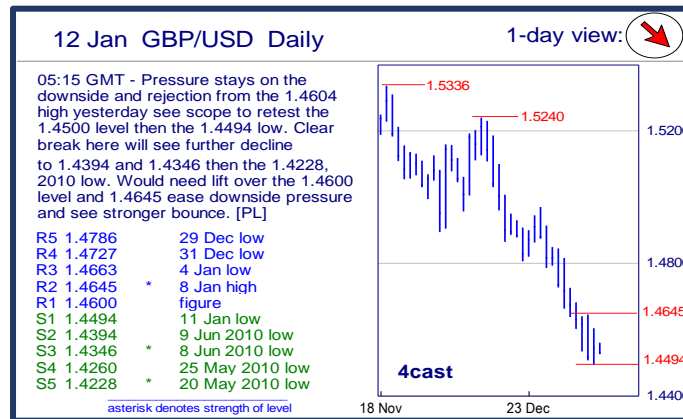 12 Jan GBP/USD Daily
1-day view:
05:15 GMT - Pressure stays on the
downside and rejection from the 1.4604
high yesterday see scope to retest the
1.4500 level then the 1.4494 low. Clear
break here will see further decline
to 1.4394 and 1.4346 then the 1.4228,
2010 low. Would need lift over the 1.4600
level and 1.4645 ease downside pressure
and see stronger bounce. [PL]
R5 1.4786 29 Dec low
R4 1.4727 31 Dec low
R3 1.4663 4 Jan low
R2 1.4645 * 8 Jan high
R1 1.4600 figure
S1 1.4494 11 Jan low
S2 1.4394 9 Jun 2010 low
S3 1.4346 * 8 Jun 2010 low
S4 1.4260 25 May 2010 low
S5 1.4228 * 20 May 2010 low
asterisk denotes strength of level
1.5336
1.5240
1.5200
1.4800
1.4645
1.4494
1.4400
4cast
18 Nov 23 Dec